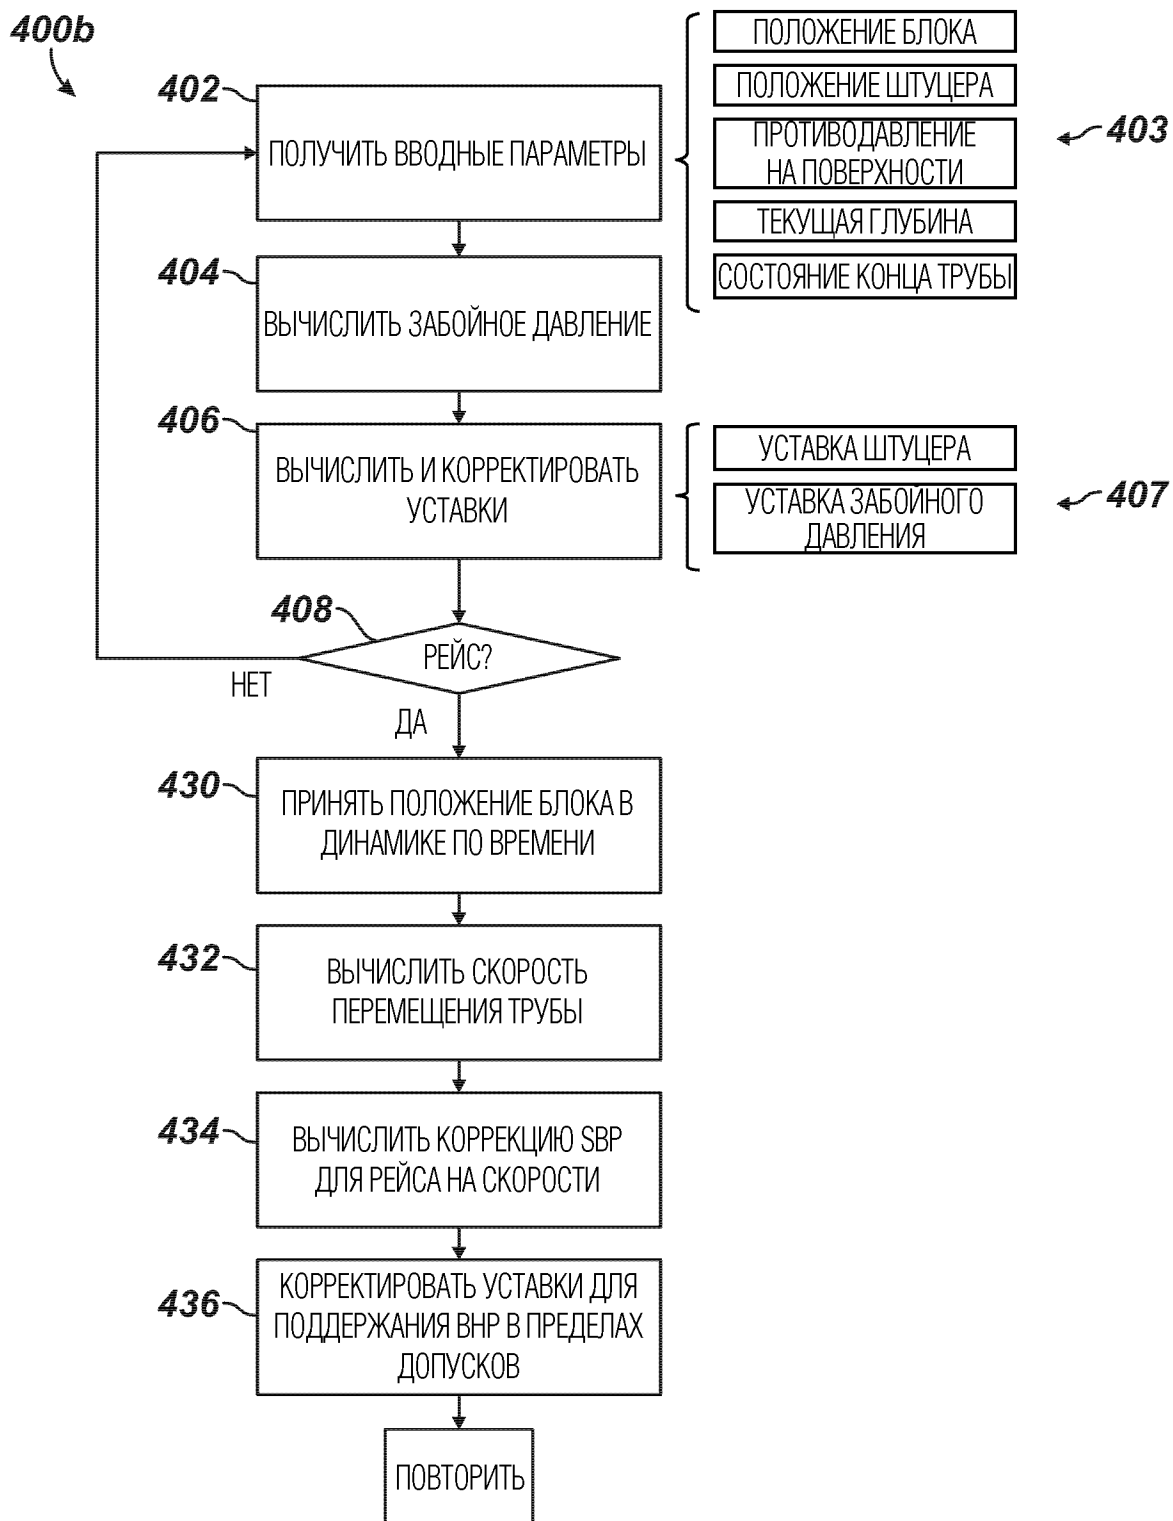 400b
402
ПОЛУЧИТЬ ВВОДНЫЕ ПАРАМЕТРЫ
ПОЛОЖЕНИЕ БЛОКА
ПОЛОЖЕНИЕ ШТУЦЕРА
ПРОТИВОДАВЛЕНИЕ
НА ПОВЕРХНОСТИ
ТЕКУЩАЯ ГЛУБИНА
СОСТОЯНИЕ КОНЦА ТРУБЫ
403
404
ВЫЧИСЛИТЬ ЗАБОЙНОЕ ДАВЛЕНИЕ
406
ВЫЧИСЛИТЬ И КОРРЕКТИРОВАТЬ
УСТАВКИ
УСТАВКА ШТУЦЕРА
УСТАВКА ЗАБОЙНОГО
ДАВЛЕНИЯ
407
408
РЕЙС?
НЕТ
ДА
430
ПРИНЯТЬ ПОЛОЖЕНИЕ БЛОКА В
ДИНАМИКЕ ПО ВРЕМЕНИ
432
ВЫЧИСЛИТЬ СКОРОСТЬ
ПЕРЕМЕЩЕНИЯ ТРУБЫ
434
ВЫЧИСЛИТЬ КОРРЕКЦИЮ SBP
ДЛЯ РЕЙСА НА СКОРОСТИ
436
КОРРЕКТИРОВАТЬ УСТАВКИ ДЛЯ
ПОДДЕРЖАНИЯ BHP В ПРЕДЕЛАХ
ДОПУСКОВ
ПОВТОРИТЬ